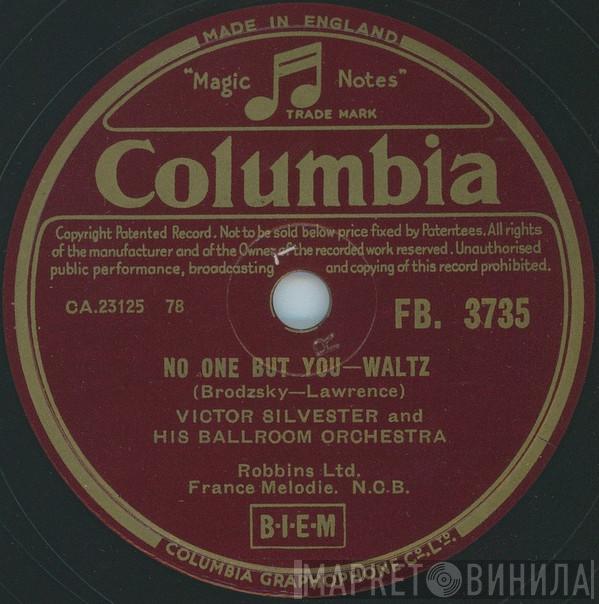 MADE IN ENGLAND
"Magic Notes"
TRADE MARK
Columbia
Copyright Patented Record. Not to be sold below price fixed by Patentees. All rights
of the manufacturer and of the Owner of the recorded work reserved. Unauthorised
public performance, broadcasting and copying of this record prohibited.
CA.23125 78
FB. 3735
NO ONE BUT YOU—WALTZ
(Brodzsky—Lawrence)
VICTOR SILVESTER and
HIS BALLROOM ORCHESTRA
Robbins Ltd.
France Melodie. N.C.B.
B·I·E·M
COLUMBIA GRAPHOPHONE Co. LTD.
МАРКЕТ ВИНИЛА